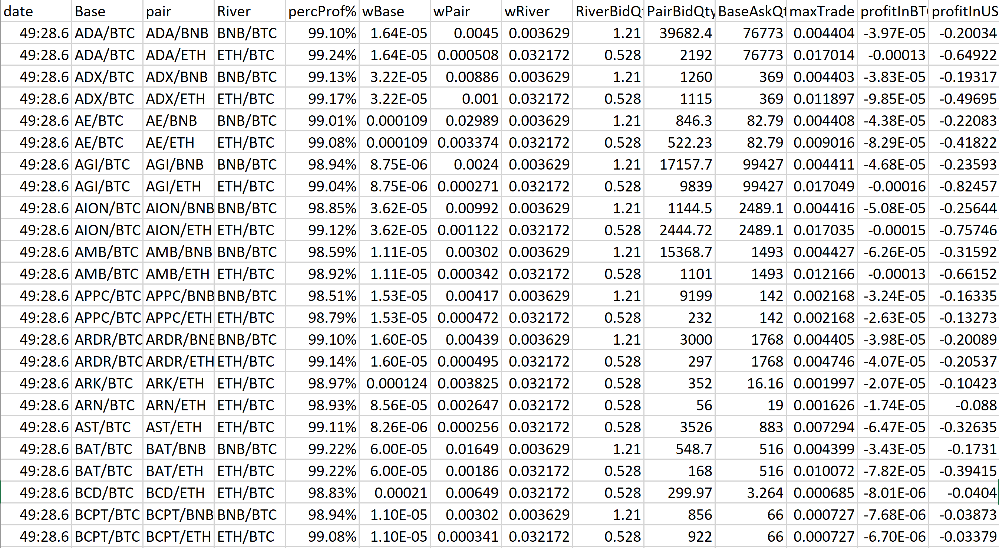 date Base pair River percProf% wBase wPair wRiver RiverBidQt PairBidQty BaseAskQt maxTrade profitInBT profitInUS
49:28.6 ADA/BTC ADA/BNB BNB/BTC 99.10% 1.64E-05 0.0045 0.003629 1.21 39682.4 76773 0.004404 -3.97E-05 -0.20034
49:28.6 ADA/BTC ADA/ETH ETH/BTC 99.24% 1.64E-05 0.000508 0.032172 0.528 2192 76773 0.017014 -0.00013 -0.64922
49:28.6 ADX/BTC ADX/BNB BNB/BTC 99.13% 3.22E-05 0.00886 0.003629 1.21 1260 369 0.004403 -3.83E-05 -0.19317
49:28.6 ADX/BTC ADX/ETH ETH/BTC 99.17% 3.22E-05 0.001 0.032172 0.528 1115 369 0.011897 -9.85E-05 -0.49695
49:28.6 AE/BTC AE/BNB BNB/BTC 99.01% 0.000109 0.02989 0.003629 1.21 846.3 82.79 0.004408 -4.38E-05 -0.22083
49:28.6 AE/BTC AE/ETH ETH/BTC 99.08% 0.000109 0.003374 0.032172 0.528 522.23 82.79 0.009016 -8.29E-05 -0.41822
49:28.6 AGI/BTC AGI/BNB BNB/BTC 98.94% 8.75E-06 0.0024 0.003629 1.21 17157.7 99427 0.004411 -4.68E-05 -0.23593
49:28.6 AGI/BTC AGI/ETH ETH/BTC 99.04% 8.75E-06 0.000271 0.032172 0.528 9839 99427 0.017049 -0.00016 -0.82457
49:28.6 AION/BTC AION/BNB BNB/BTC 98.85% 3.62E-05 0.00992 0.003629 1.21 1144.5 2489.1 0.004416 -5.08E-05 -0.25644
49:28.6 AION/BTC AION/ETH ETH/BTC 99.12% 3.62E-05 0.001122 0.032172 0.528 2444.72 2489.1 0.017035 -0.00015 -0.75746
49:28.6 AMB/BTC AMB/BNB BNB/BTC 98.59% 1.11E-05 0.00302 0.003629 1.21 15368.7 1493 0.004427 -6.26E-05 -0.31592
49:28.6 AMB/BTC AMB/ETH ETH/BTC 98.92% 1.11E-05 0.000342 0.032172 0.528 1101 1493 0.012166 -0.00013 -0.66152
49:28.6 APPC/BTC APPC/BNB BNB/BTC 98.51% 1.53E-05 0.00417 0.003629 1.21 9199 142 0.002168 -3.24E-05 -0.16335
49:28.6 APPC/BTC APPC/ETH ETH/BTC 98.79% 1.53E-05 0.000472 0.032172 0.528 232 142 0.002168 -2.63E-05 -0.13273
49:28.6 ARDR/BTC ARDR/BNB BNB/BTC 99.10% 1.60E-05 0.00439 0.003629 1.21 3000 1768 0.004405 -3.98E-05 -0.20089
49:28.6 ARDR/BTC ARDR/ETH ETH/BTC 99.14% 1.60E-05 0.000495 0.032172 0.528 297 1768 0.004746 -4.07E-05 -0.20537
49:28.6 ARK/BTC ARK/ETH ETH/BTC 98.97% 0.000124 0.003825 0.032172 0.528 352 16.16 0.001997 -2.07E-05 -0.10423
49:28.6 ARN/BTC ARN/ETH ETH/BTC 98.93% 8.56E-05 0.002647 0.032172 0.528 56 19 0.001626 -1.74E-05 -0.088
49:28.6 AST/BTC AST/ETH ETH/BTC 99.11% 8.26E-06 0.000256 0.032172 0.528 3526 883 0.007294 -6.47E-05 -0.32635
49:28.6 BAT/BTC BAT/BNB BNB/BTC 99.22% 6.00E-05 0.01649 0.003629 1.21 548.7 516 0.004399 -3.43E-05 -0.1731
49:28.6 BAT/BTC BAT/ETH ETH/BTC 99.22% 6.00E-05 0.00186 0.032172 0.528 168 516 0.010072 -7.82E-05 -0.39415
49:28.6 BCD/BTC BCD/ETH ETH/BTC 98.83% 0.00021 0.00649 0.032172 0.528 299.97 3.264 0.000685 -8.01E-06 -0.0404
49:28.6 BCPT/BTC BCPT/BNB BNB/BTC 98.94% 1.10E-05 0.00302 0.003629 1.21 856 66 0.000727 -7.68E-06 -0.03873
49:28.6 BCPT/BTC BCPT/ETH ETH/BTC 99.08% 1.10E-05 0.000341 0.032172 0.528 922 66 0.000727 -6.70E-06 -0.03379